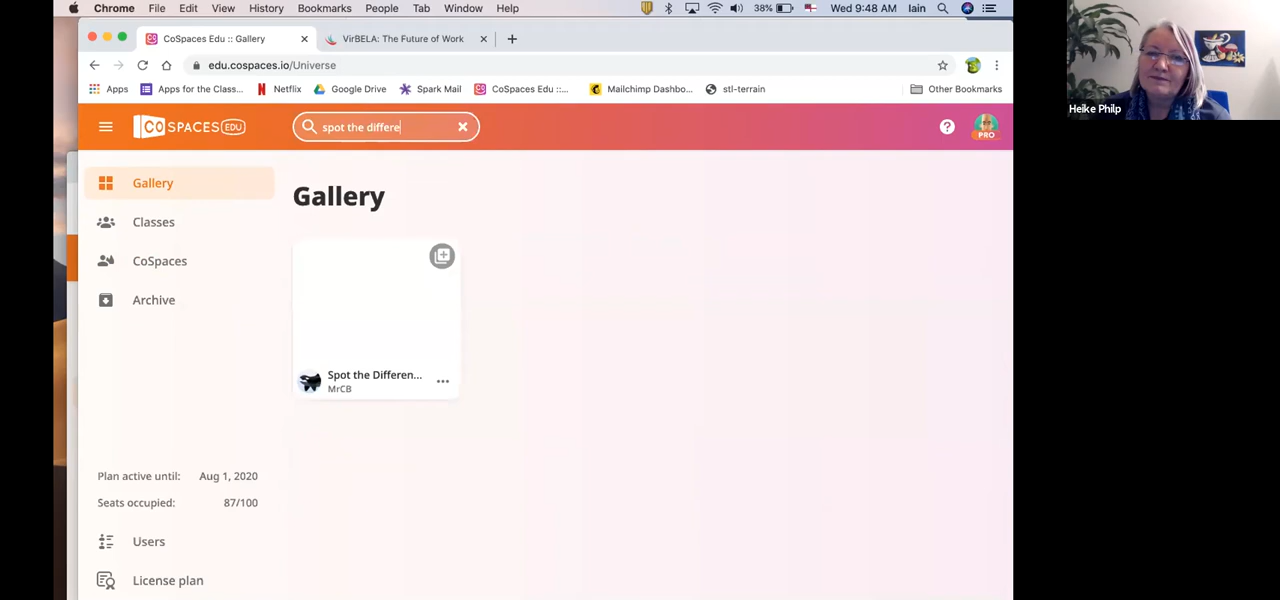 Chrome File Edit View History Bookmarks People Tab Window Help 38% Wed 9:48 AM Iain
CoSpaces Edu :: Gallery VirBELA: The Future of Work
edu.cospaces.io/Universe
Apps Apps for the Class... Netflix Google Drive Spark Mail CoSpaces Edu ::... Mailchimp Dashbo... stl-terrain Other Bookmarks
COSPACES EDU spot the differe PRO
Gallery
Classes
CoSpaces
Archive
Plan active until: Aug 1, 2020
Seats occupied: 87/100
Users
License plan
Gallery
Spot the Differen...
MrCB
Heike Philp